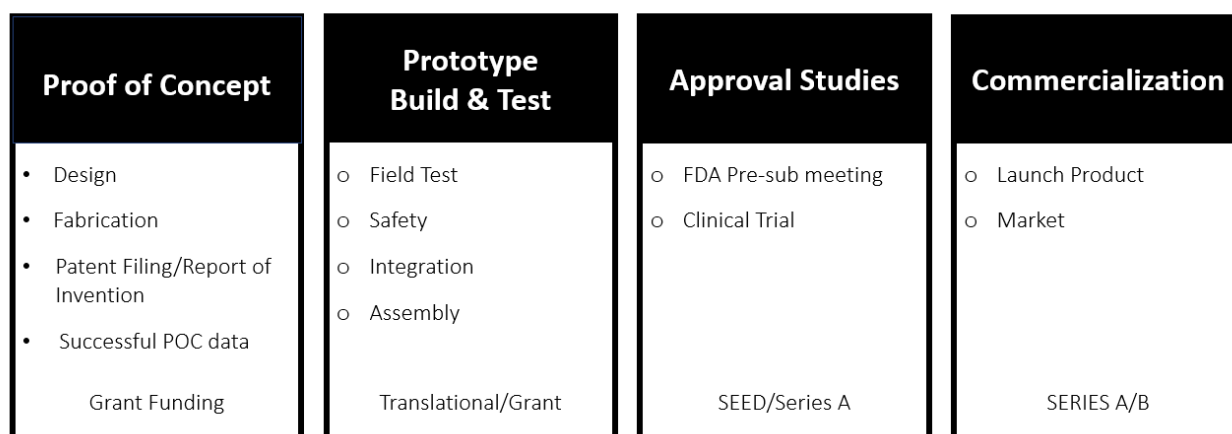 Proof of Concept
• Design
• Fabrication
• Patent Filing/Report of
Invention
• Successful POC data
Grant Funding
Prototype
Build & Test
o Field Test
o Safety
o Integration
o Assembly
Translational/Grant
Approval Studies
o FDA Pre-sub meeting
o Clinical Trial
SEED/Series A
Commercialization
o Launch Product
o Market
SERIES A/B